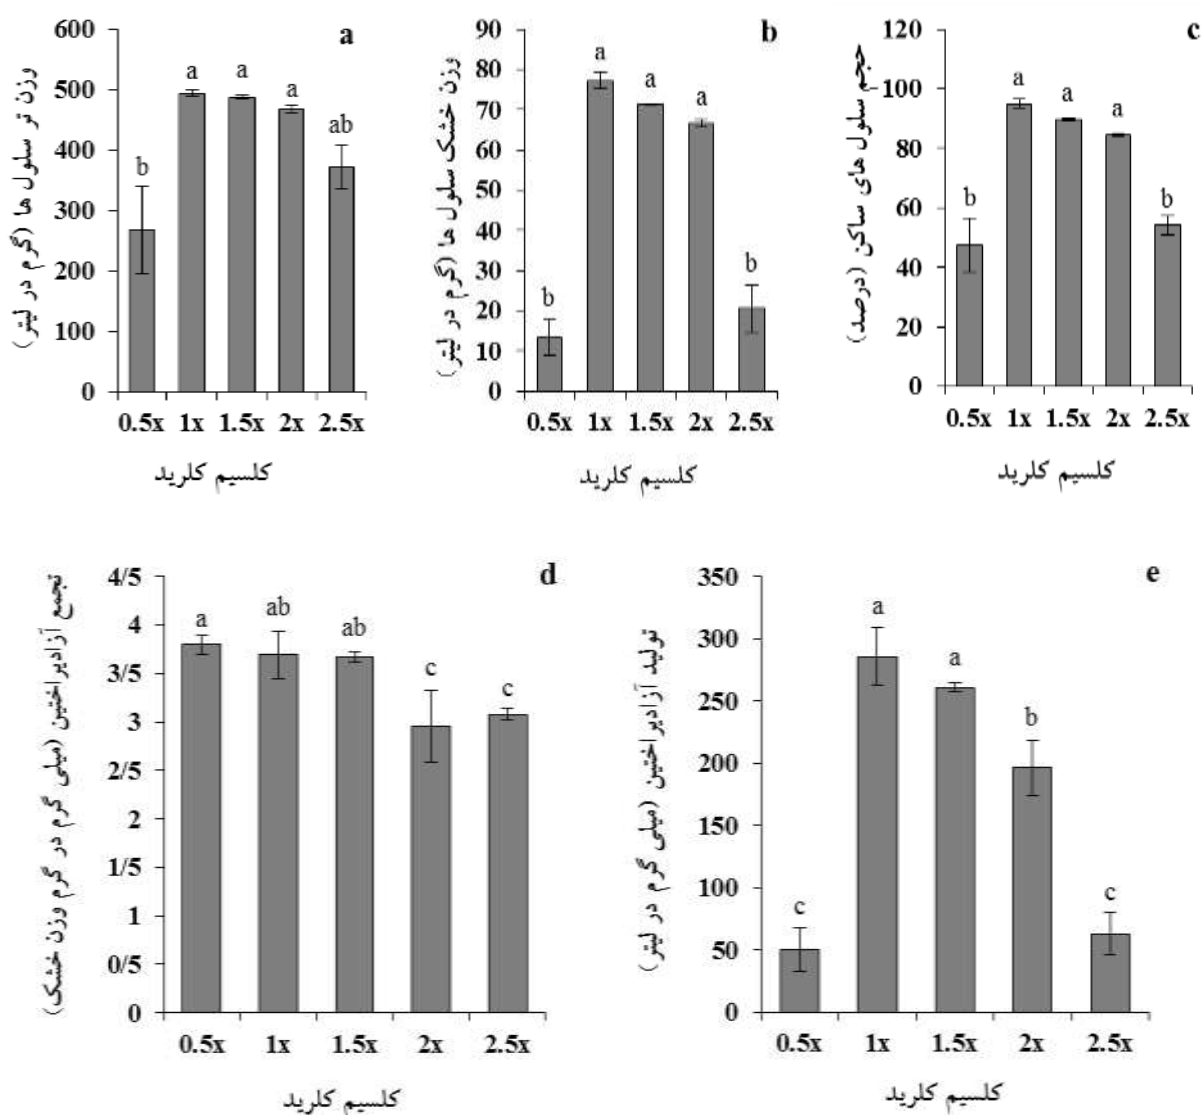 a
وزن تر سلول ها (گرم در لیتر)
600
500
400
300
200
100
0
b
a
a
a
ab
0.5x 1x 1.5x 2x 2.5x
کلسیم کلرید
b
وزن خشک سلول ها (گرم در لیتر)
90
80
70
60
50
40
30
20
10
0
b
a
a
a
b
0.5x 1x 1.5x 2x 2.5x
کلسیم کلرید
c
حجم سلول های ساکن (درصد)
120
100
80
60
40
20
0
b
a
a
a
b
0.5x 1x 1.5x 2x 2.5x
کلسیم کلرید
d
تجمع آزادیراختین (میلی گرم در گرم وزن خشک)
4/5
4
3/5
3
2/5
2
1/5
1
0/5
0
a
ab
ab
c
c
0.5x 1x 1.5x 2x 2.5x
کلسیم کلرید
e
تولید آزادیراختین (میلی گرم در لیتر)
350
300
250
200
150
100
50
0
c
a
a
b
c
0.5x 1x 1.5x 2x 2.5x
کلسیم کلرید